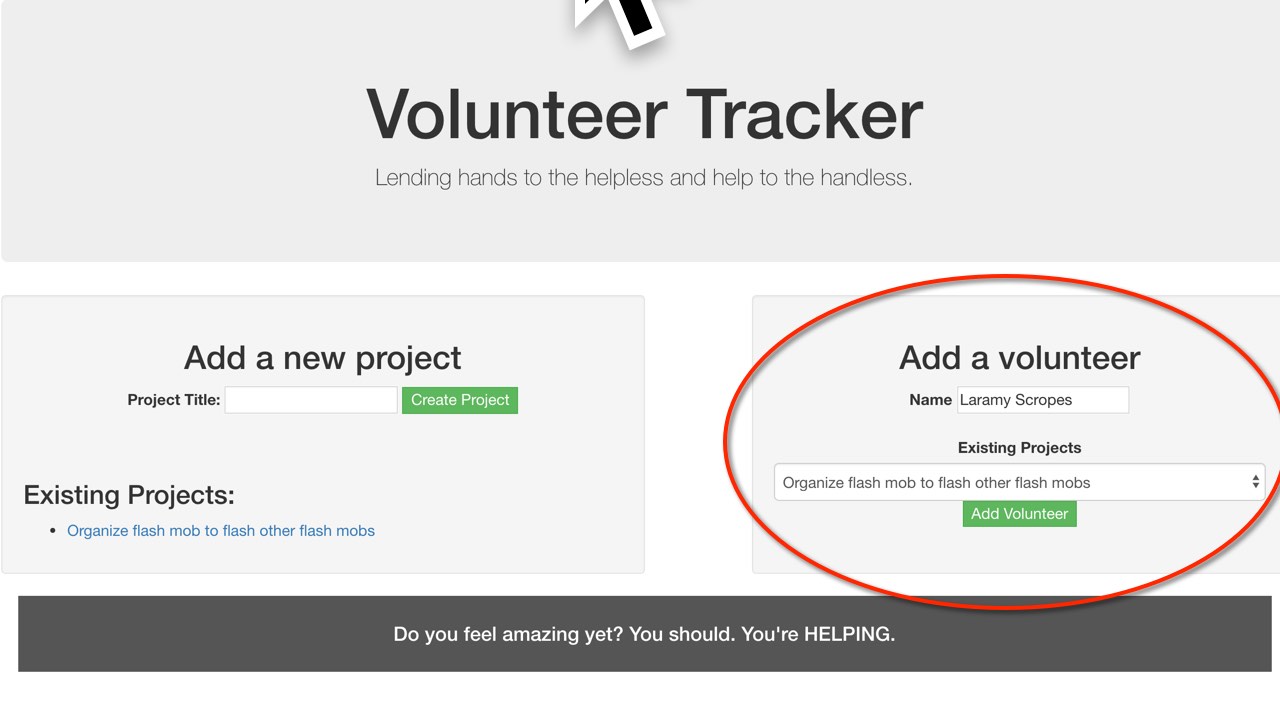 Volunteer Tracker
Lending hands to the helpless and help to the handless.
Add a new project
Project Title: Create Project
Existing Projects:
Organize flash mob to flash other flash mobs
Add a volunteer
Name Laramy Scropes
Existing Projects
Organize flash mob to flash other flash mobs
Add Volunteer
Do you feel amazing yet? You should. You're HELPING.